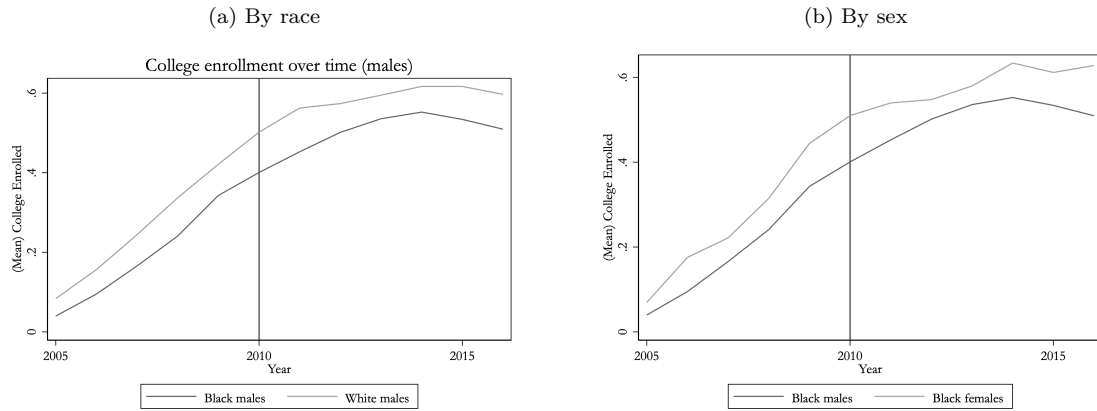 (a) By race
College enrollment over time (males)
(Mean) College Enrolled
.6
.4
.2
0
2005 2010 2015
Year
Black males White males
(b) By sex
(Mean) College Enrolled
.6
.4
.2
0
2005 2010 2015
Year
Black males Black females